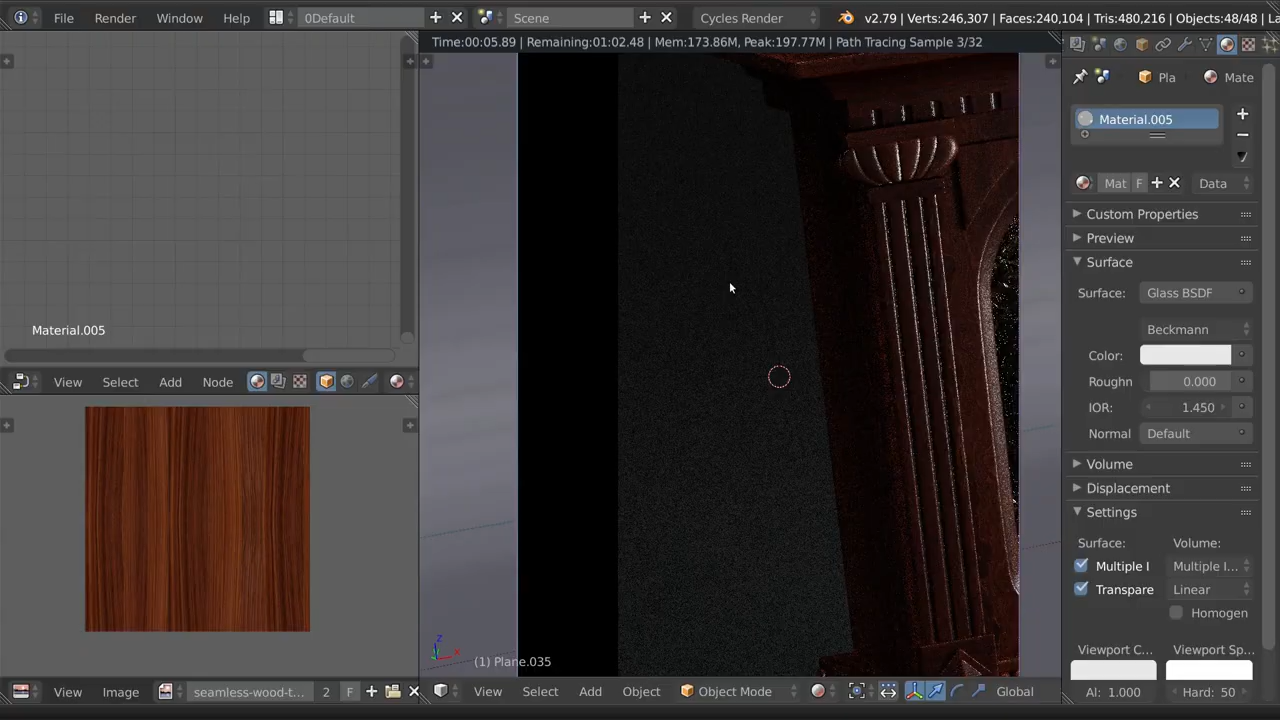 File Render Window Help 0Default Scene Cycles Render v2.79 | Verts:246,307 | Faces:240,104 | Tris:480,216 | Objects:48/48 | La
Time:00:05.89 | Remaining:01:02.48 | Mem:173.86M, Peak:197.77M | Path Tracing Sample 3/32
Pla Mate
Material.005
Mat F Data
Custom Properties
Preview
Surface
Surface: Glass BSDF
Beckmann
Color:
Roughn 0.000
IOR: 1.450
Normal Default
Volume
Displacement
Settings
Surface: Volume:
Multiple I Multiple I...
Transpare Linear
Homogen
Viewport C... Viewport Sp...
Al: 1.000 Hard: 50
Material.005
View Select Add Node
(1) Plane.035
View Image seamless-wood-t... 2 F
View Select Add Object Object Mode Global